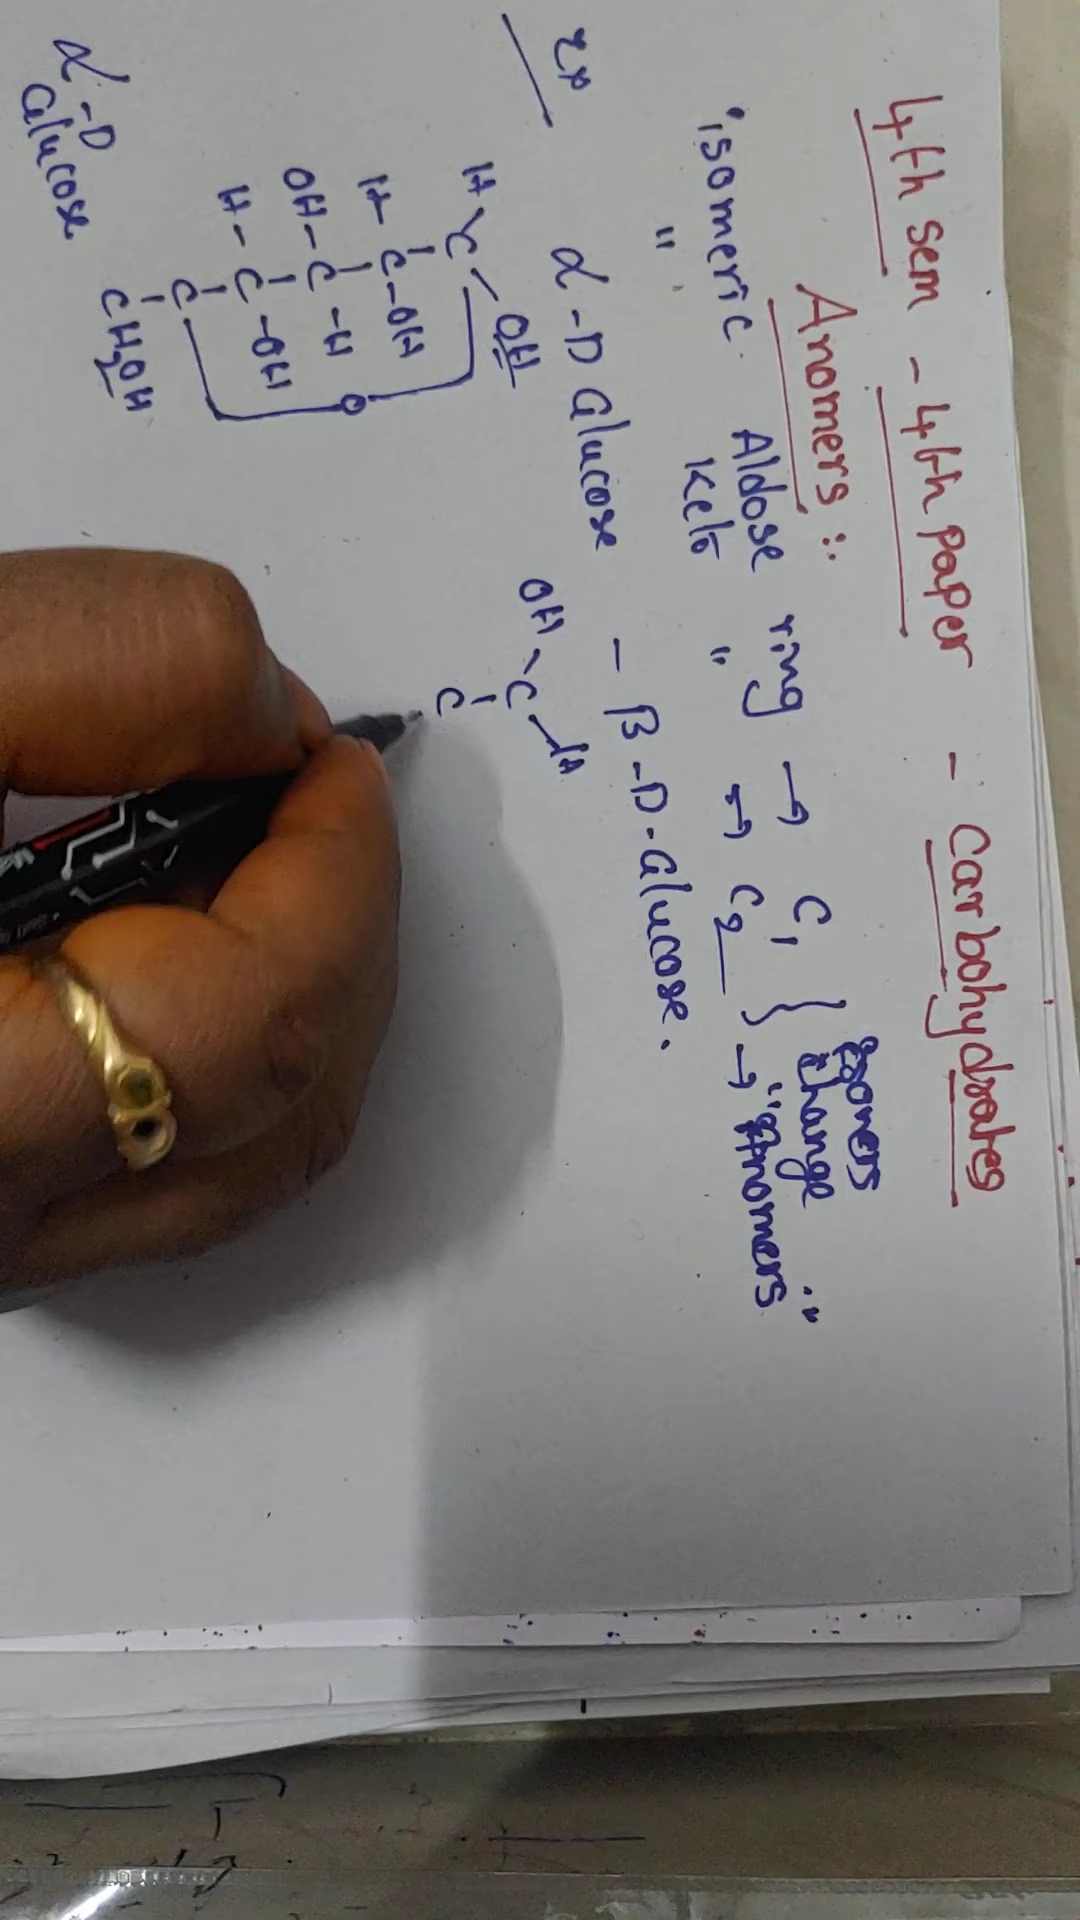 4th sem - 4th paper - Carbohydrates
Anomers :.
Aldose ring → C1 } isomers
change
"isomeric. Keto " " → C2 → "Anomers"
"
ex α-D Glucose - β-D-Glucose.
H OH OH H
C C
H-C-OH C
OH-C-H O
H-C-OH
C
CH2OH
α-D
Glucose